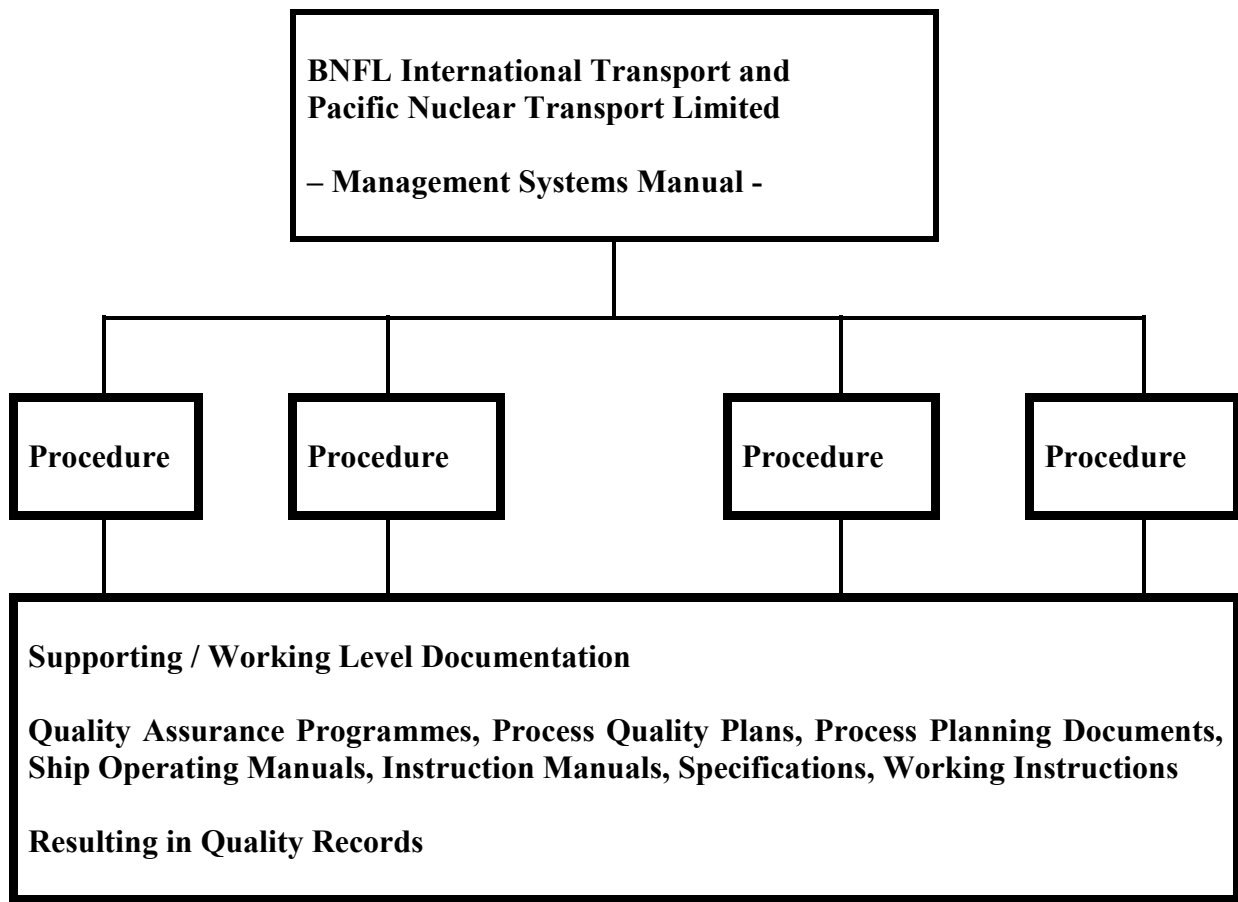 BNFL International Transport and
Pacific Nuclear Transport Limited
– Management Systems Manual -
Procedure
Procedure
Procedure
Procedure
Supporting / Working Level Documentation
Quality Assurance Programmes, Process Quality Plans, Process Planning Documents,
Ship Operating Manuals, Instruction Manuals, Specifications, Working Instructions
Resulting in Quality Records